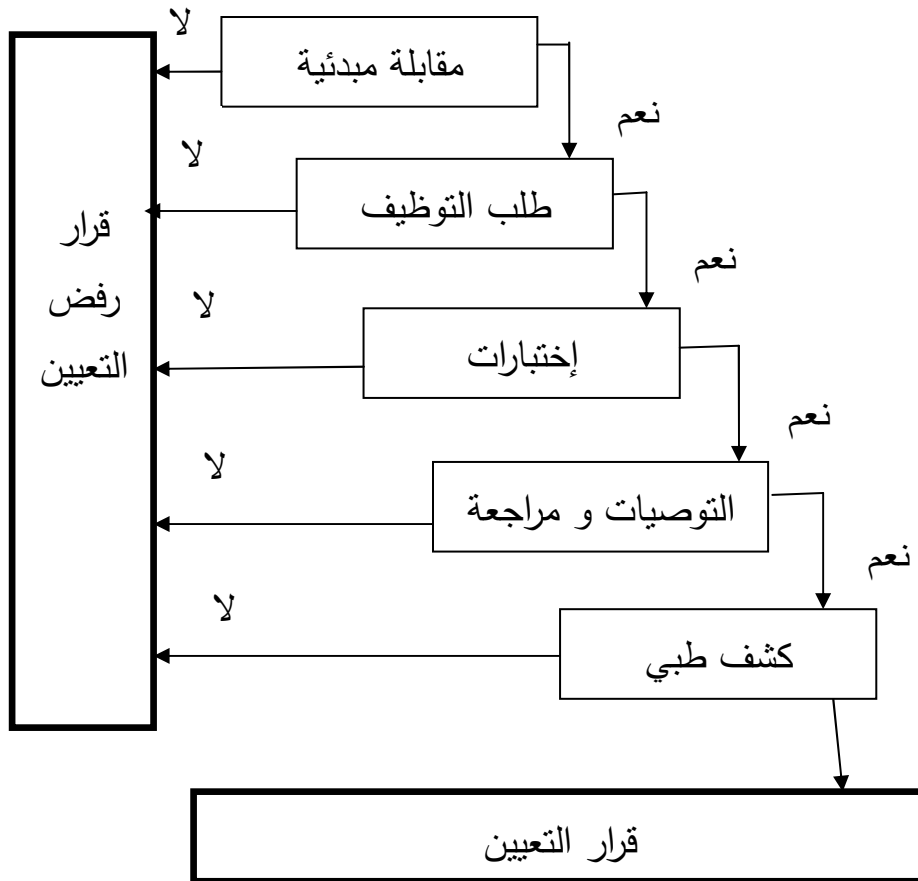 لا
مقابلة مبدئية
نعم
لا
طلب التوظيف
نعم
قرار
رفض
التعيين
لا
إختبارات
نعم
لا
التوصيات و مراجعة
نعم
لا
كشف طبي
قرار التعيين